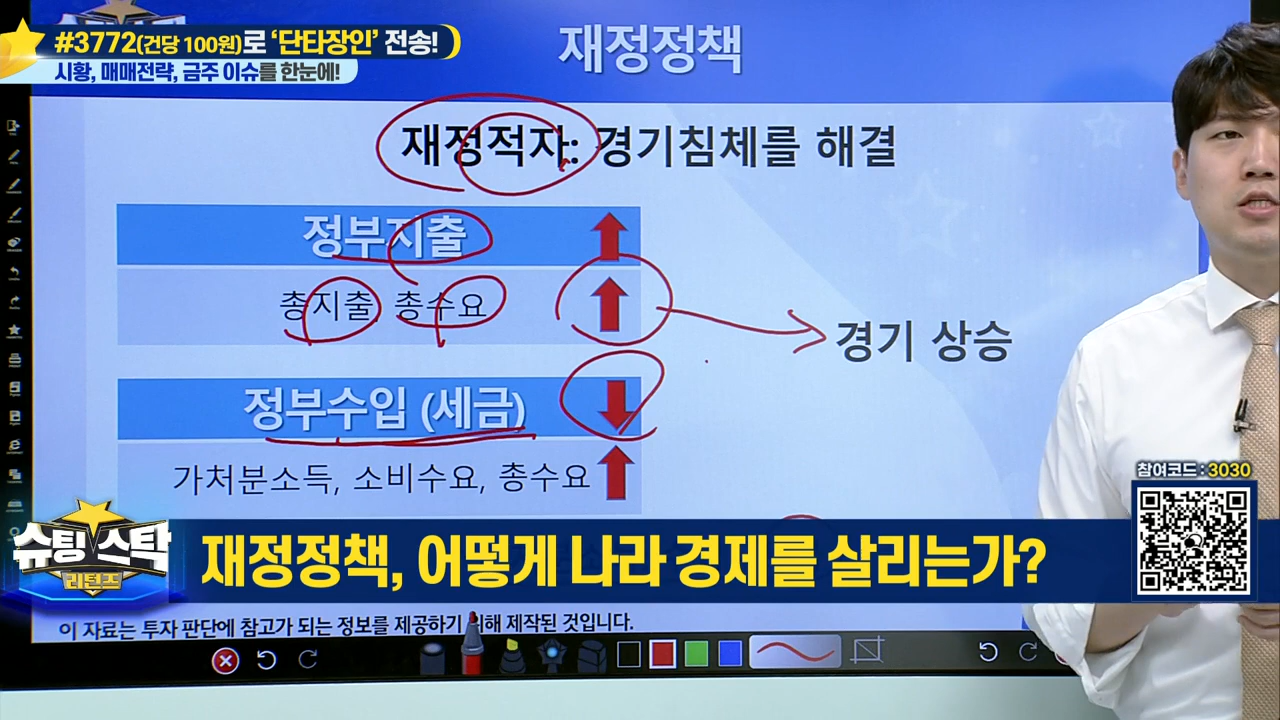 #3772(건당 100원)로 ‘단타장인’ 전송!
시황, 매매전략, 금주 이슈를 한눈에!
재정정책
재정적자: 경기침체를 해결
정부지출
총지출, 총수요
경기 상승
정부수입 (세금)
가처분소득, 소비수요, 총수요
참여코드 : 3030
슈팅스탁
리턴즈
재정정책, 어떻게 나라 경제를 살리는가?
이 자료는 투자 판단에 참고가 되는 정보를 제공하기 위해 제작된 것입니다.